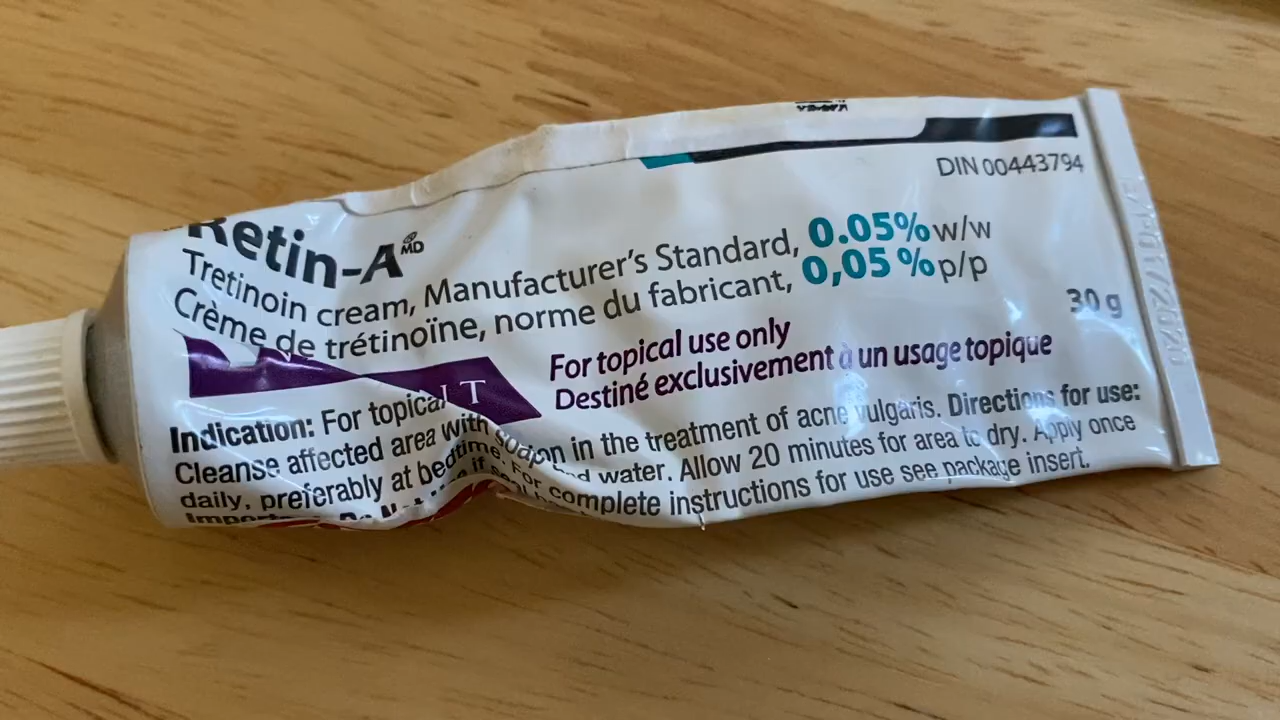 DIN 00443794
Retin-A MD
Tretinoin cream, Manufacturer's Standard, 0.05% w/w
Crème de trétinoïne, norme du fabricant, 0,05 % p/p
30 g
T
For topical use only
Destiné exclusivement à un usage topique
Indication: For topical in the treatment of acne vulgaris. Directions for use:
Cleanse affected area with soap and water. Allow 20 minutes for area to dry. Apply once
daily, preferably at bedtime. For complete instructions for use see package insert.
if seal